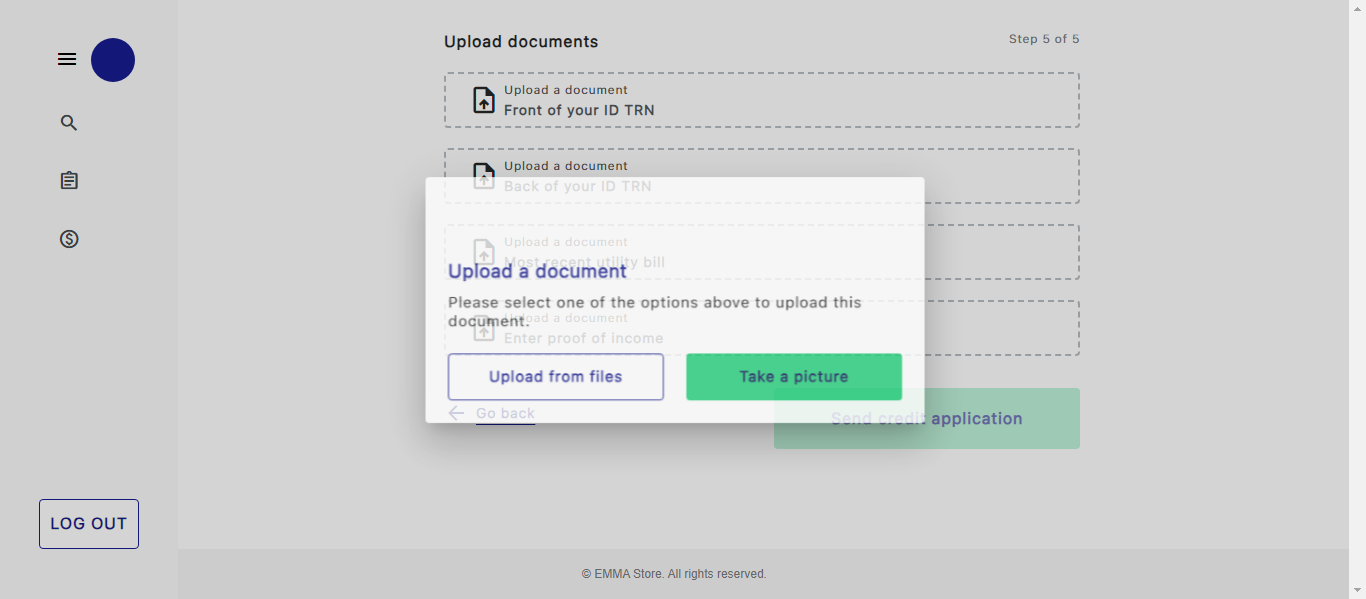 Upload documents
Step 5 of 5
Upload a document
Front of your ID TRN
Upload a document
Back of your ID TRN
Upload a document
Most recent utility bill
Upload a document
Please select one of the options above to upload this
document.
Upload a document
Enter proof of income
Upload from files
Take a picture
Go back
Send credit application
LOG OUT
© EMMA Store. All rights reserved.